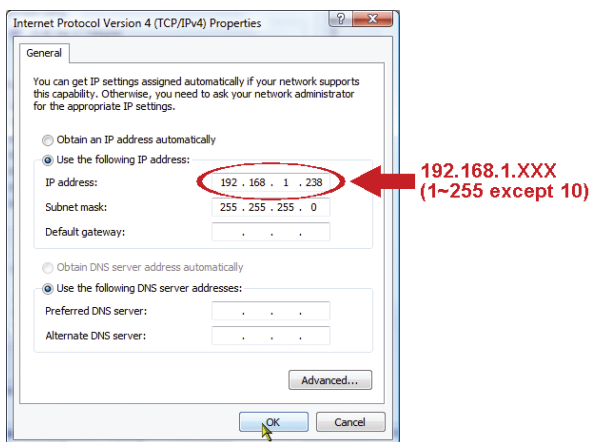 Internet Protocol Version 4 (TCP/IPv4) Properties
General
You can get IP settings assigned automatically if your network supports
this capability. Otherwise, you need to ask your network administrator
for the appropriate IP settings.
Obtain an IP address automatically
Use the following IP address:
IP address: 192 . 168 . 1 . 238
192.168.1.XXX
(1~255 except 10)
Subnet mask: 255 . 255 . 255 . 0
Default gateway: . . .
Obtain DNS server address automatically
Use the following DNS server addresses:
Preferred DNS server: . . .
Alternate DNS server: . . .
Advanced...
OK Cancel